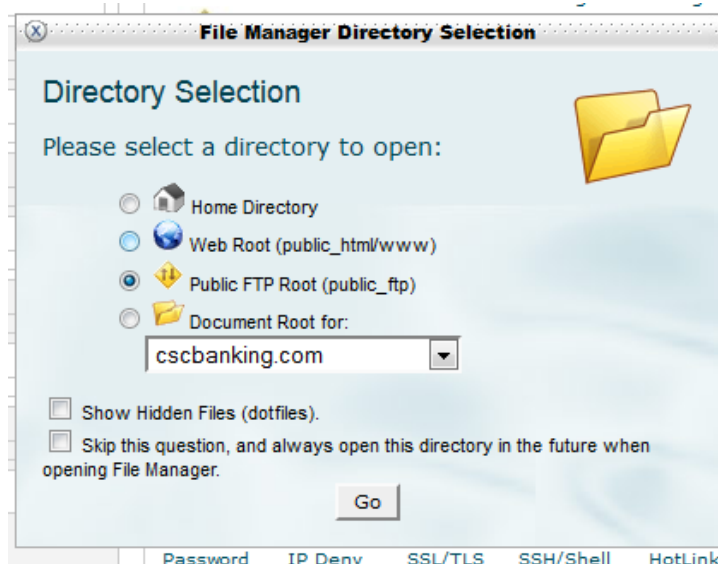 File Manager Directory Selection
Directory Selection
Please select a directory to open:
Home Directory
Web Root (public_html/www)
Public FTP Root (public_ftp)
Document Root for:
cscbanking.com
Show Hidden Files (dotfiles).
Skip this question, and always open this directory in the future when
opening File Manager.
Go
Password IP Deny SSL/TLS SSH/Shell HotLink